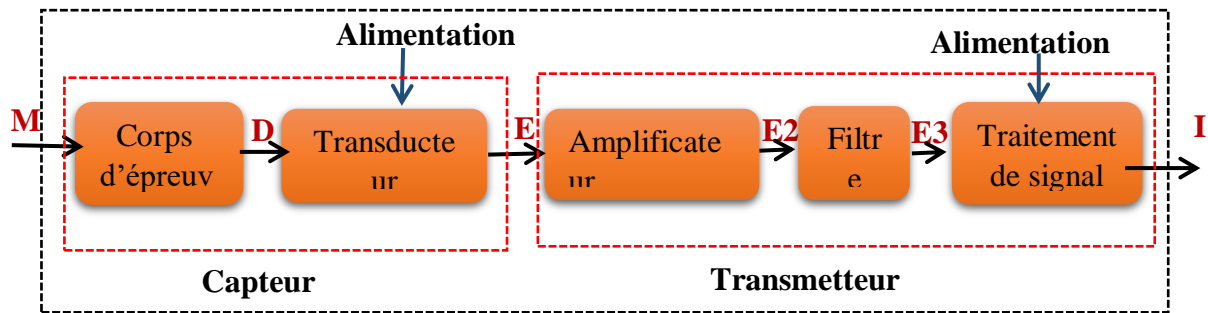 Alimentation
Alimentation
M
Corps
d'épreuv
D
Transducte
ur
E
Amplificate
ur
E2
Filtr
e
E3
Traitement
de signal
I
Capteur
Transmetteur